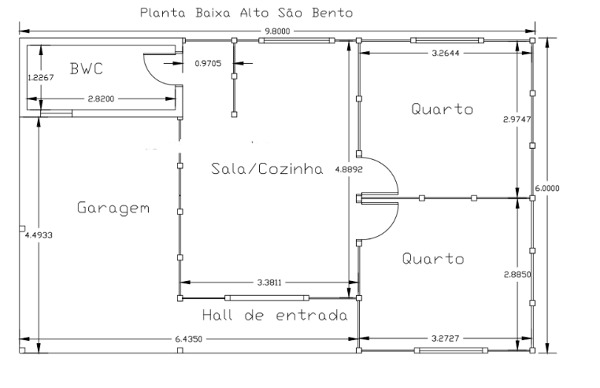 Planta Baixa Alto São Bento
9.8000
BWC
1.2267
2.8200
0.9705
3.2644
Quarto
2.9747
Sala/Cozinha
4.8892
6.0000
Garagem
4.4933
Quarto
2.8850
3.3811
Hall de entrada
6.4350
3.2727